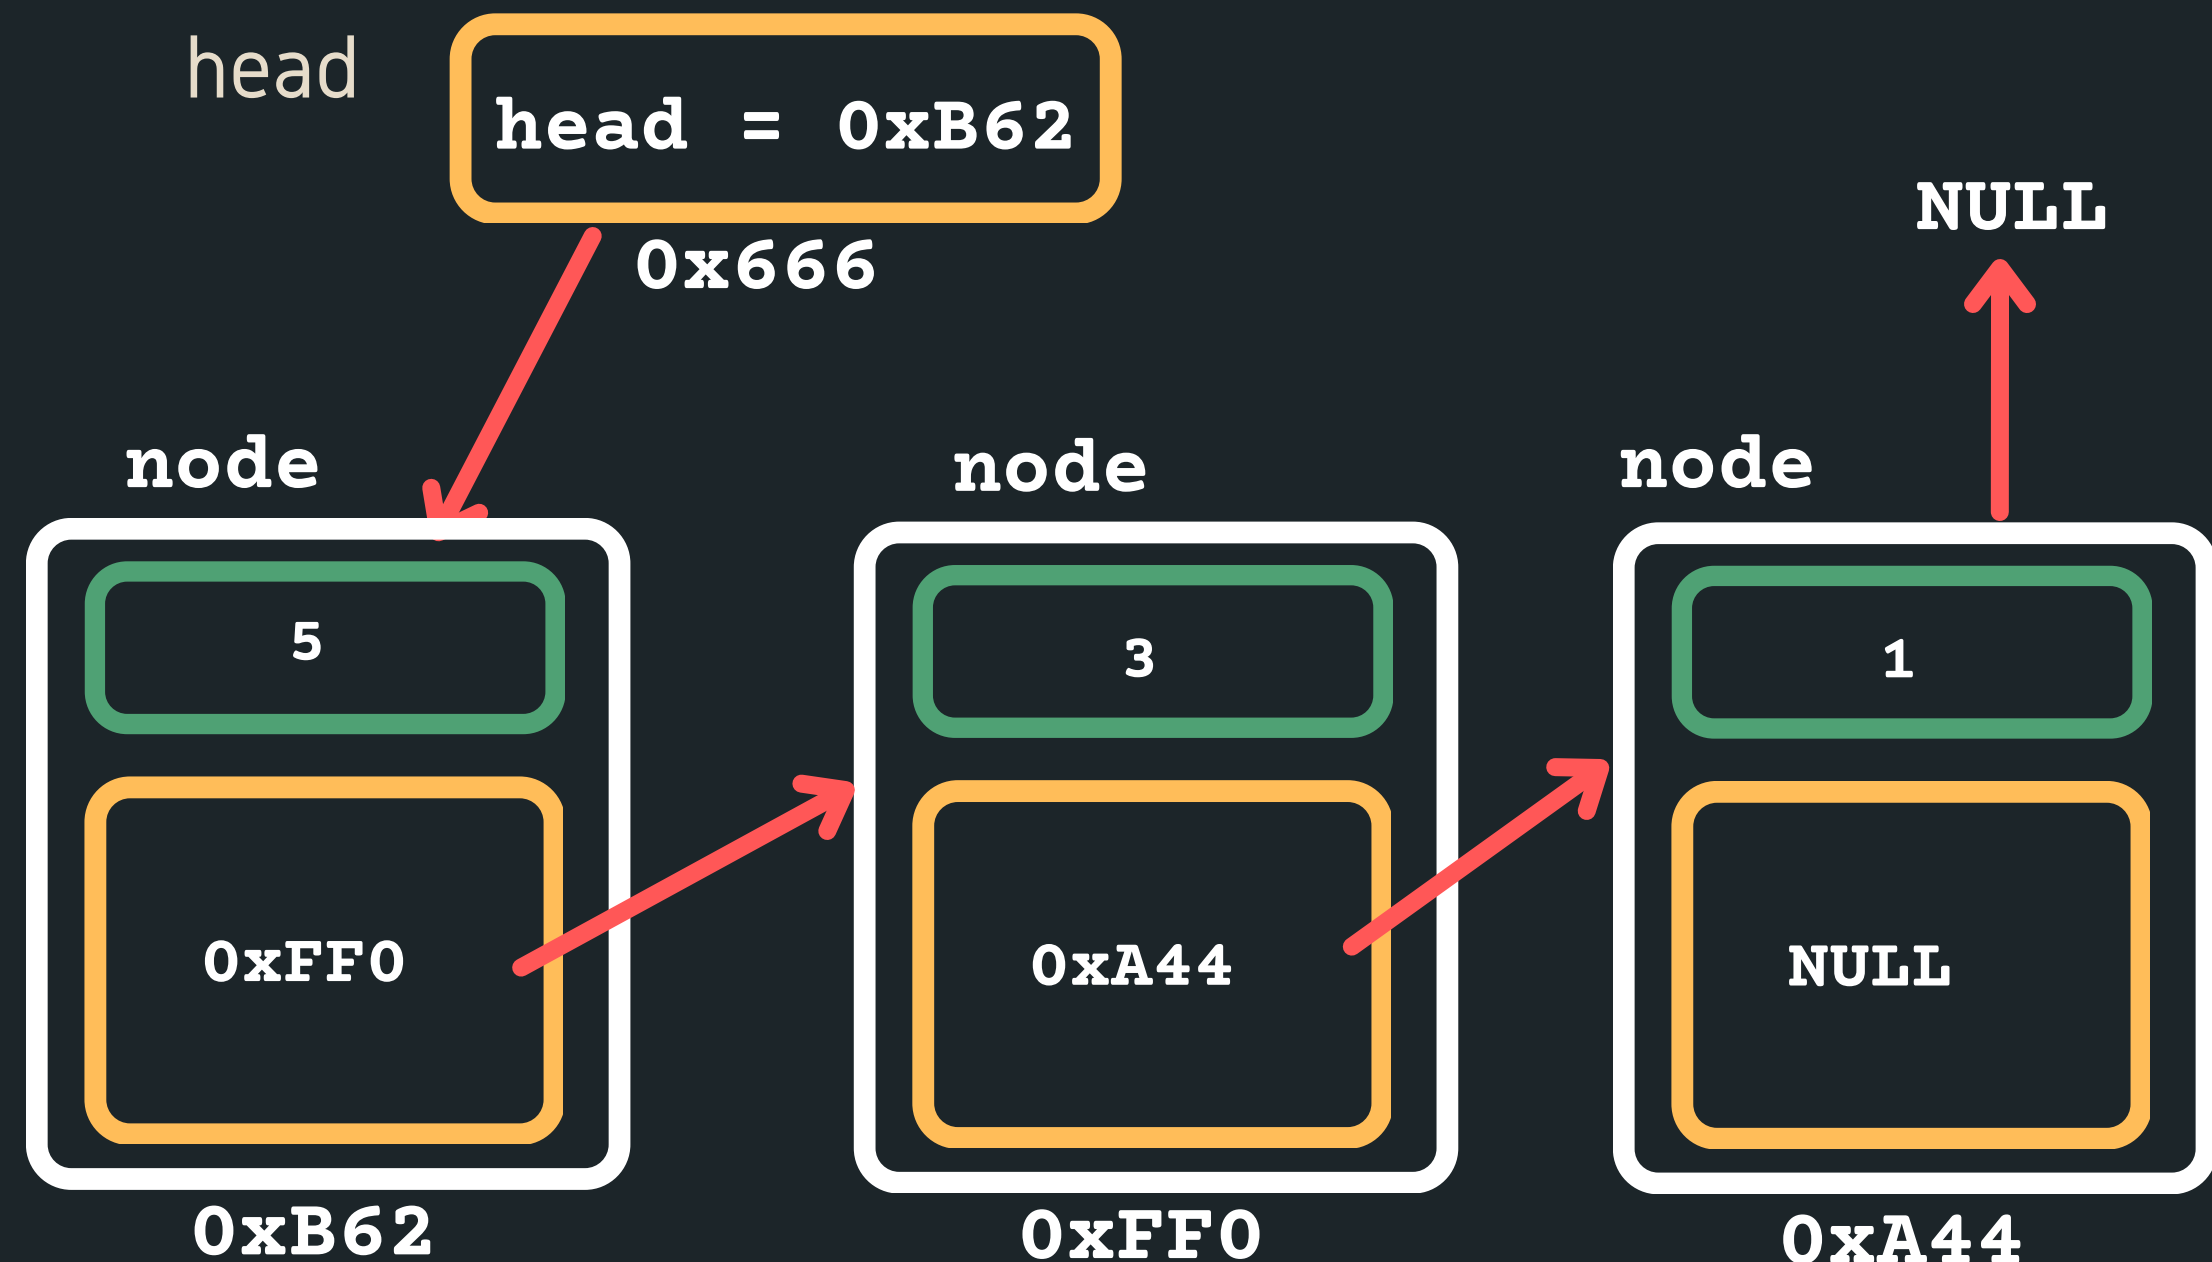 head
head = 0xB62
0x666
NULL
node
node
node
5
3
1
0xFF0
0xA44
NULL
0xB62
0xFF0
0xA44